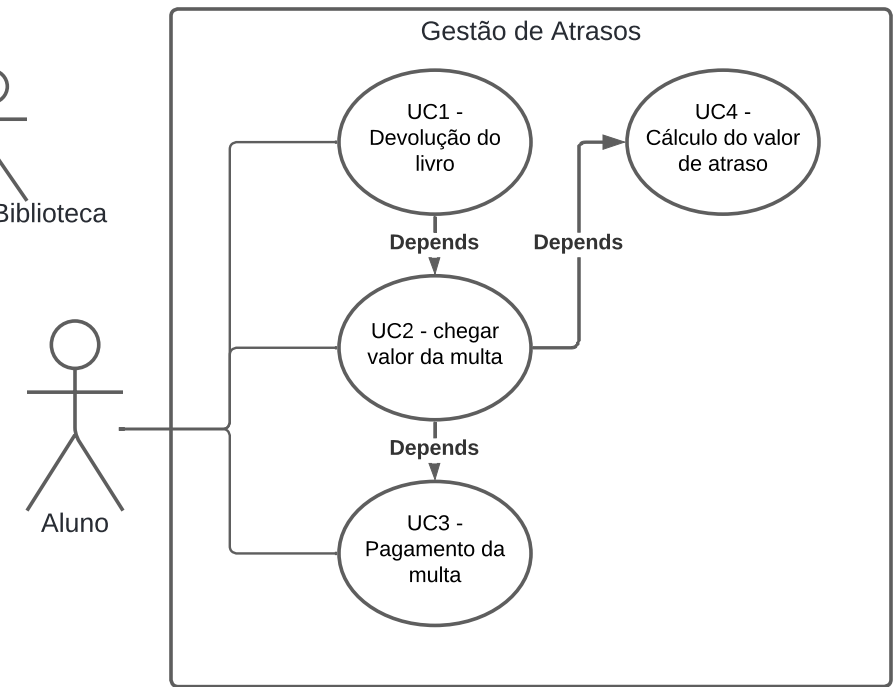 Gestão de Atrasos
UC1 -
Devolução do
livro
UC4 -
Cálculo do valor
de atraso
Biblioteca
Depends
Depends
UC2 - chegar
valor da multa
Depends
UC3 -
Pagamento da
multa
Aluno